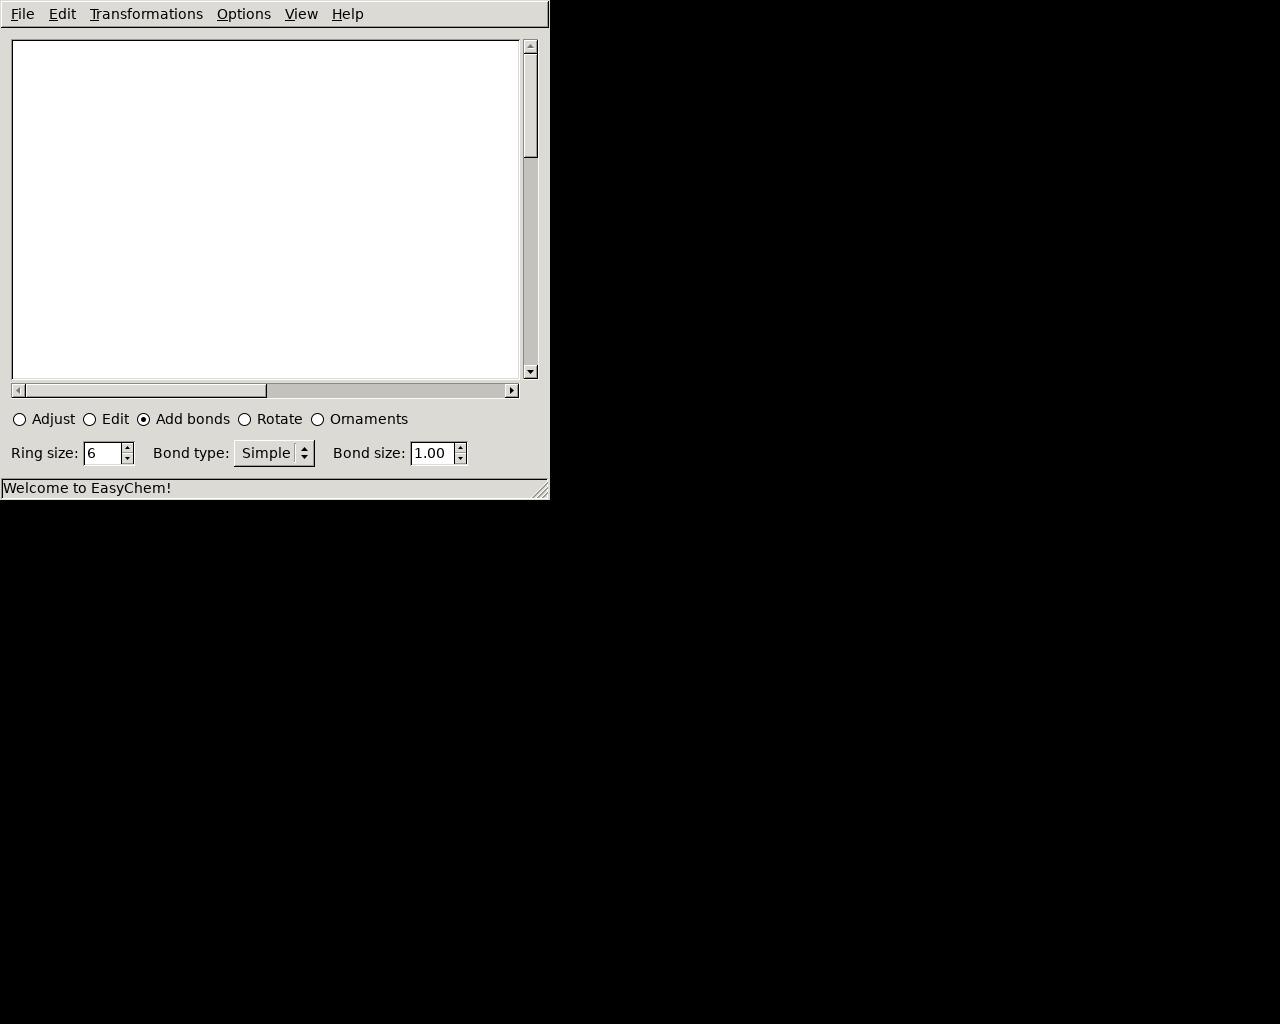 File Edit Transformations Options View Help
Adjust Edit Add bonds Rotate Ornaments
Ring size: 6 Bond type: Simple Bond size: 1.00
Welcome to EasyChem!